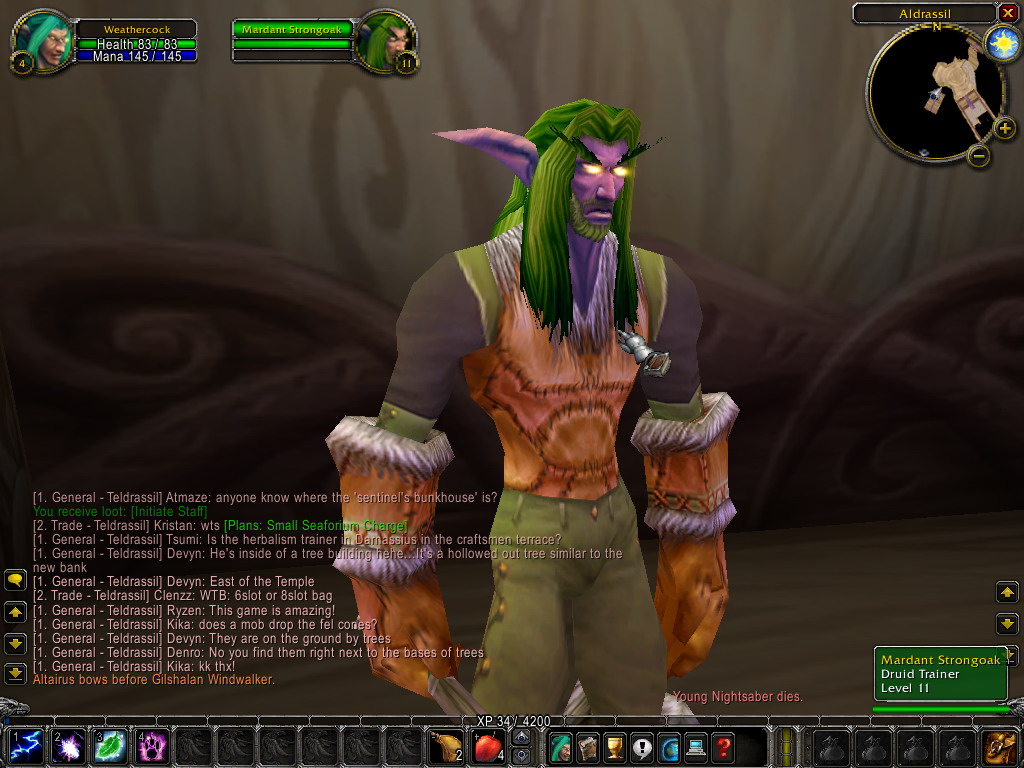 Weathercock
Health 83 / 83
Mana 145 / 145
4
Mardant Strongoak
11
Aldrassil
N
[1. General - Teldrassil] Atmaze: anyone know where the 'sentinel's bunkhouse' is?
You receive loot: [Initiate Staff]
[2. Trade - Teldrassil] Kristan: wts [Plans: Small Seaforium Charge]
[1. General - Teldrassil] Tsumi: Is the herbalism trainer in Darnassus in the craftsmen terrace?
[1. General - Teldrassil] Devyn: He's inside of a tree building hehe...It's a hollowed out tree similar to the
new bank
[1. General - Teldrassil] Devyn: East of the Temple
[2. Trade - Teldrassil] Clenzz: WTB: 6slot or 8slot bag
[1. General - Teldrassil] Ryzen: This game is amazing!
[1. General - Teldrassil] Kika: does a mob drop the fel cones?
[1. General - Teldrassil] Devyn: They are on the ground by trees
[1. General - Teldrassil] Denro: No you find them right next to the bases of trees
[1. General - Teldrassil] Kika: kk thx!
Altairus bows before Gilshalan Windwalker.
Young Nightsaber dies.
Mardant Strongoak
Druid Trainer
Level 11
XP 34 / 4200
1
2
3
4
2
4